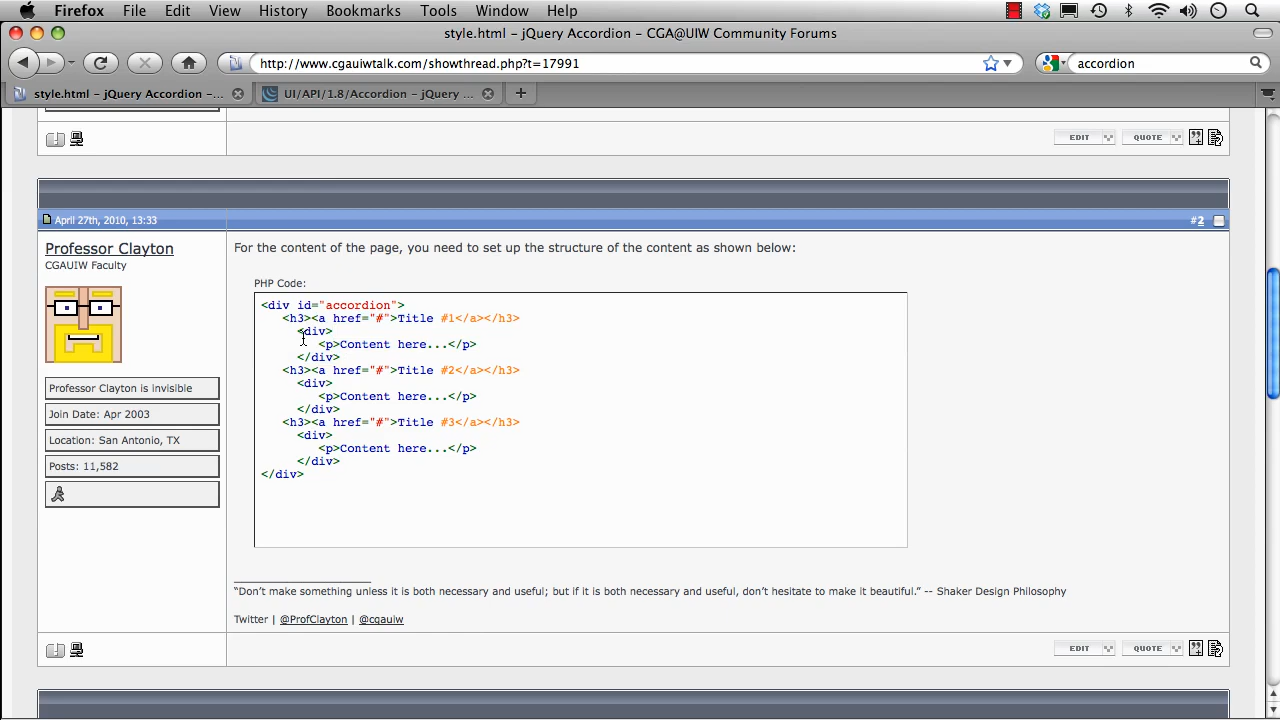 Firefox File Edit View History Bookmarks Tools Window Help
style.html – jQuery Accordion – CGA@UIW Community Forums
http://www.cgauiwtalk.com/showthread.php?t=17991
accordion
style.html – jQuery Accordion –...
UI/API/1.8/Accordion – jQuery ...
EDIT QUOTE
April 27th, 2010, 13:33
#2
Professor Clayton
CGAUIW Faculty
Professor Clayton is invisible
Join Date: Apr 2003
Location: San Antonio, TX
Posts: 11,582
For the content of the page, you need to set up the structure of the content as shown below:
PHP Code:
<div id="accordion">
<h3><a href="#">Title #1</a></h3>
<div>
<p>Content here...</p>
</div>
<h3><a href="#">Title #2</a></h3>
<div>
<p>Content here...</p>
</div>
<h3><a href="#">Title #3</a></h3>
<div>
<p>Content here...</p>
</div>
</div>
“Don’t make something unless it is both necessary and useful; but if it is both necessary and useful, don’t hesitate to make it beautiful.” -- Shaker Design Philosophy
Twitter | @ProfClayton | @cgauiw
EDIT QUOTE